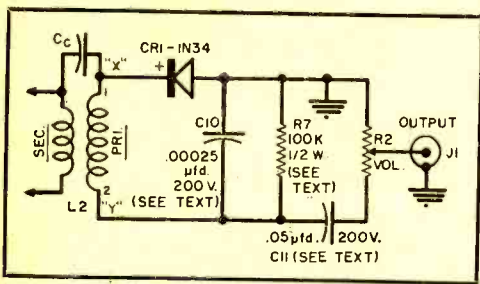 Cc
"X"
+
CR1-1N34
1
SEC.
PRI.
2
"Y"
L2
C10
.00025
µfd.
200V.
(SEE TEXT)
R7
100K
1/2 W.
(SEE
TEXT)
R2
VOL.
OUTPUT
J1
.05µfd.
200V.
C11 (SEE TEXT)